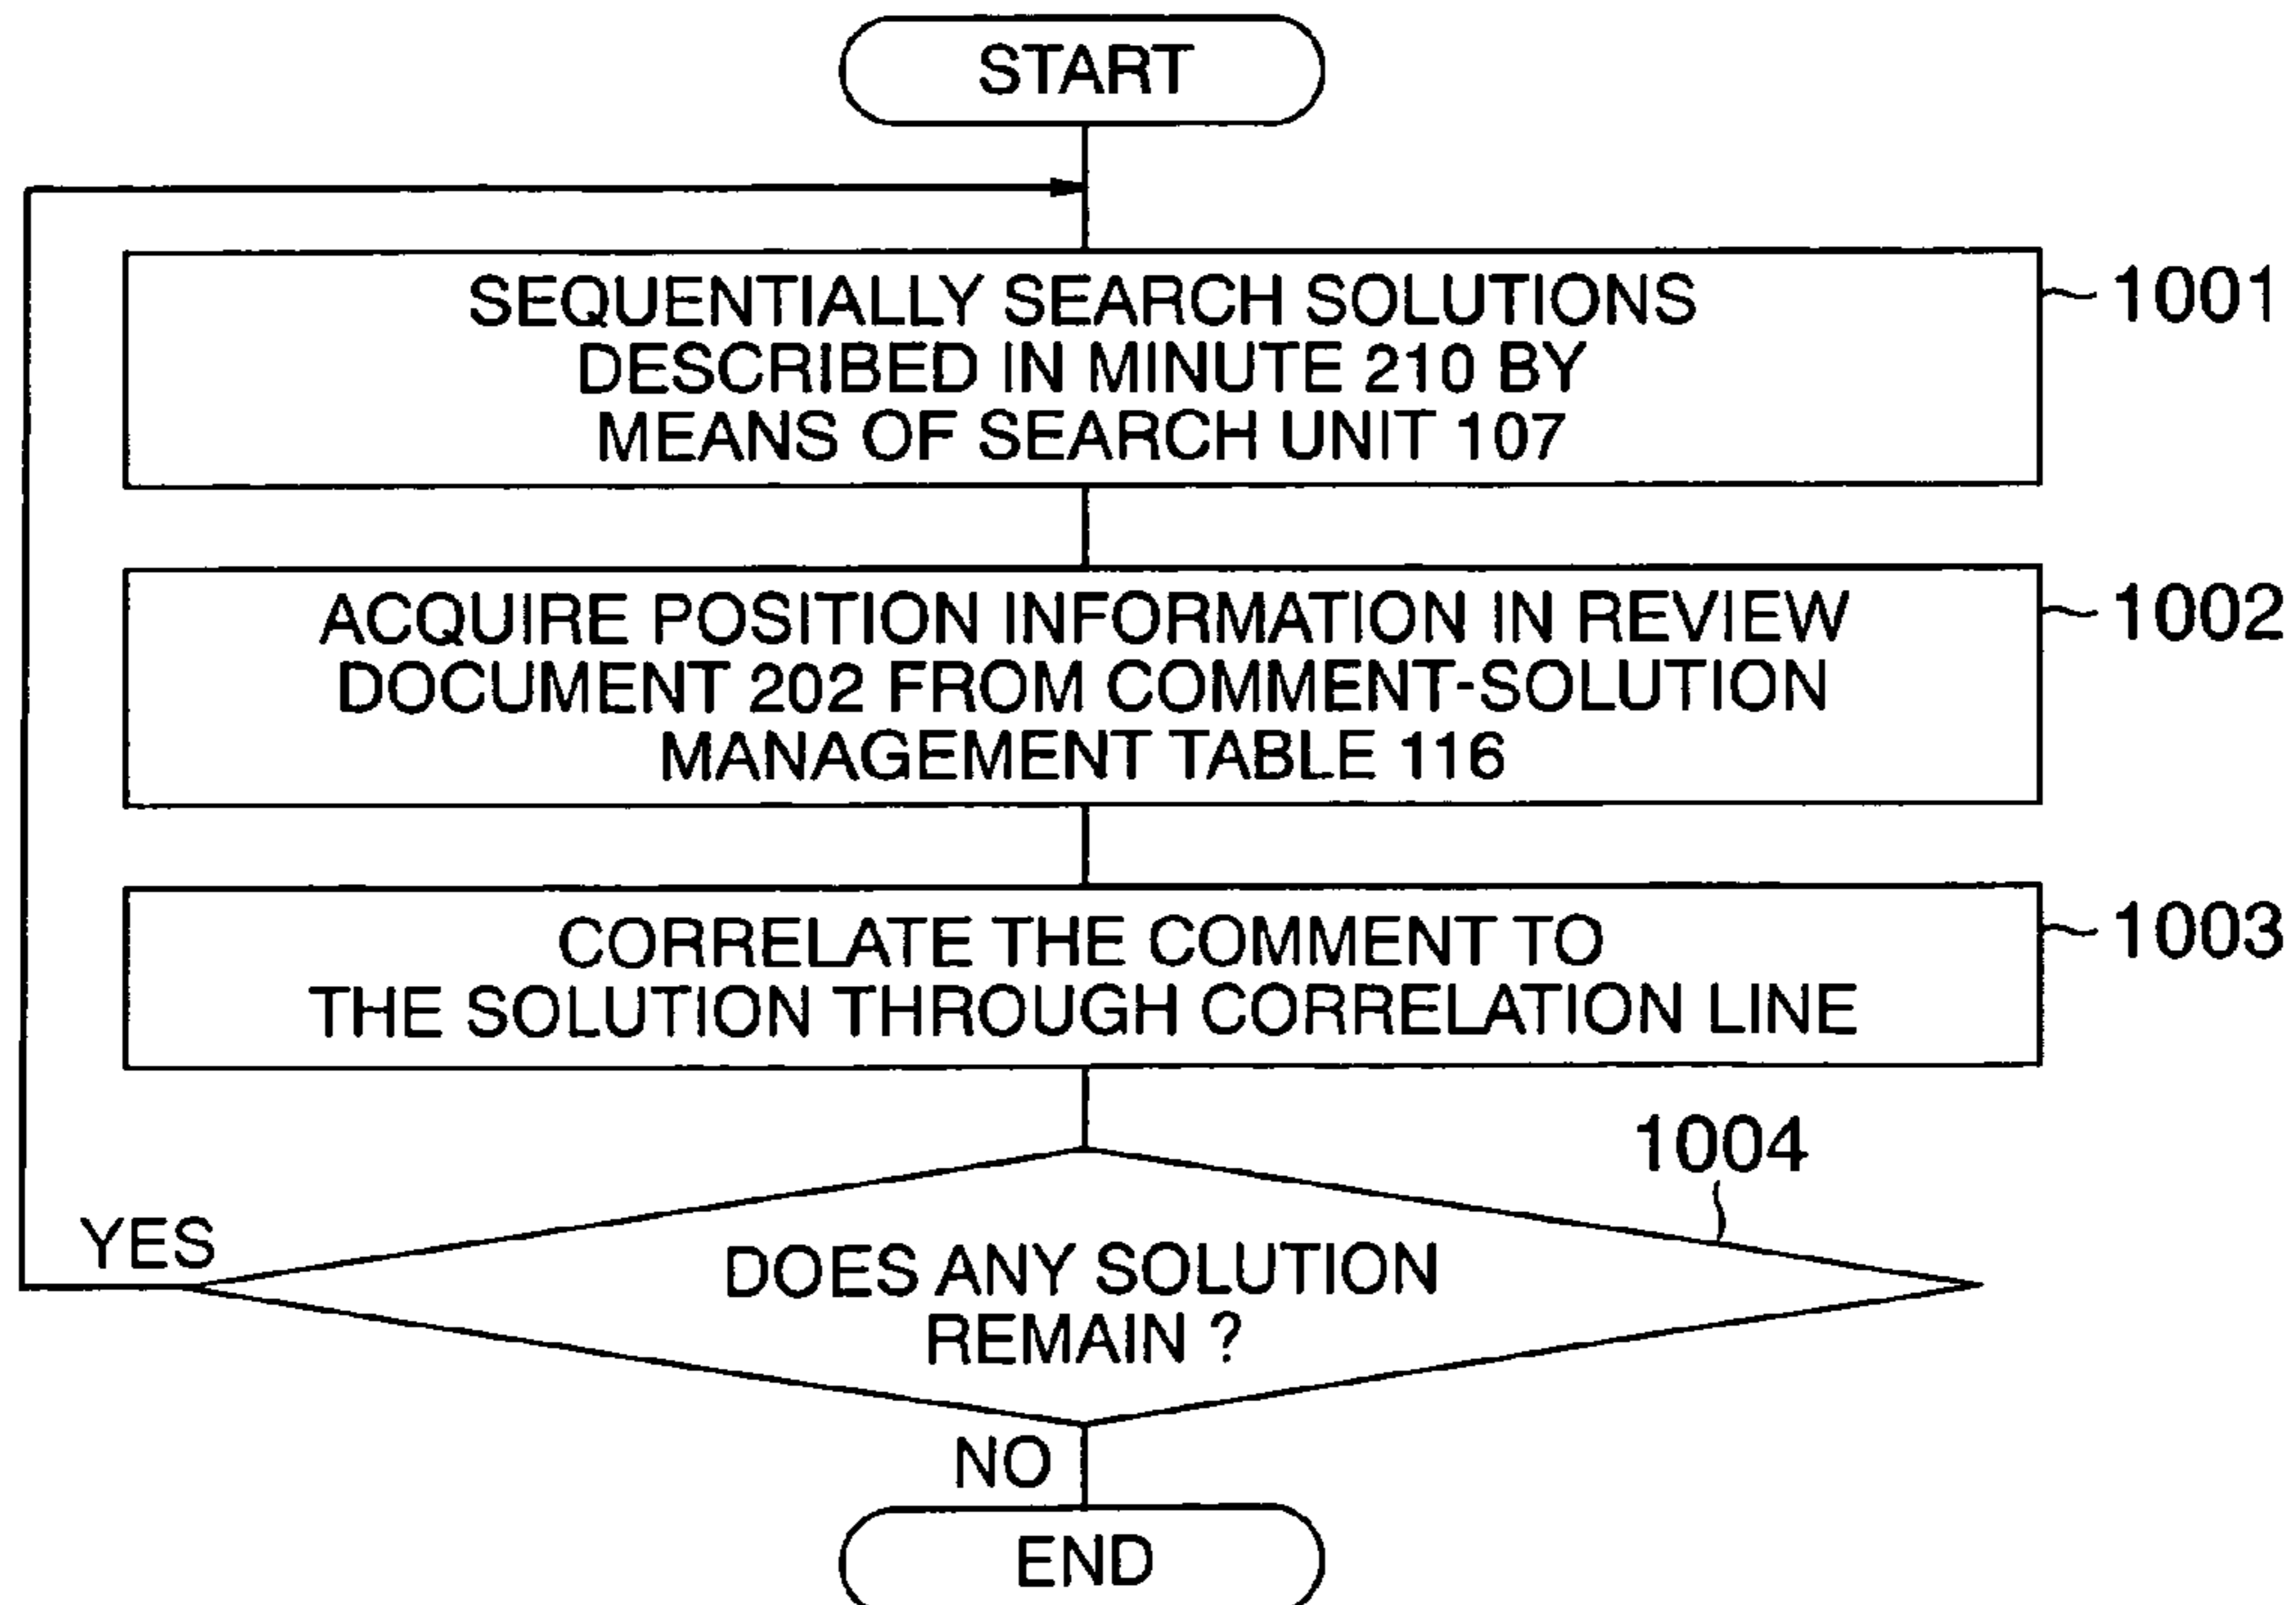 START
SEQUENTIALLY SEARCH SOLUTIONS
DESCRIBED IN MINUTE 210 BY
MEANS OF SEARCH UNIT 107
1001
ACQUIRE POSITION INFORMATION IN REVIEW
DOCUMENT 202 FROM COMMENT-SOLUTION
MANAGEMENT TABLE 116
1002
CORRELATE THE COMMENT TO
THE SOLUTION THROUGH CORRELATION LINE
1003
1004
YES
DOES ANY SOLUTION
REMAIN ?
NO
END